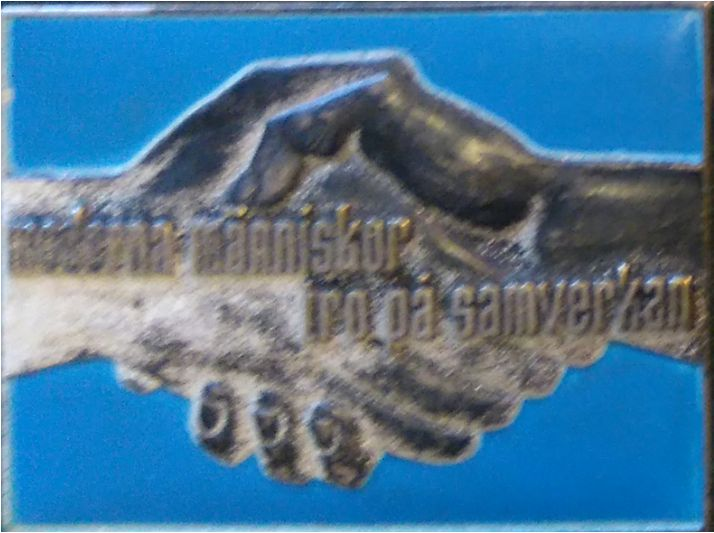 moderna människor
tro på samverkan